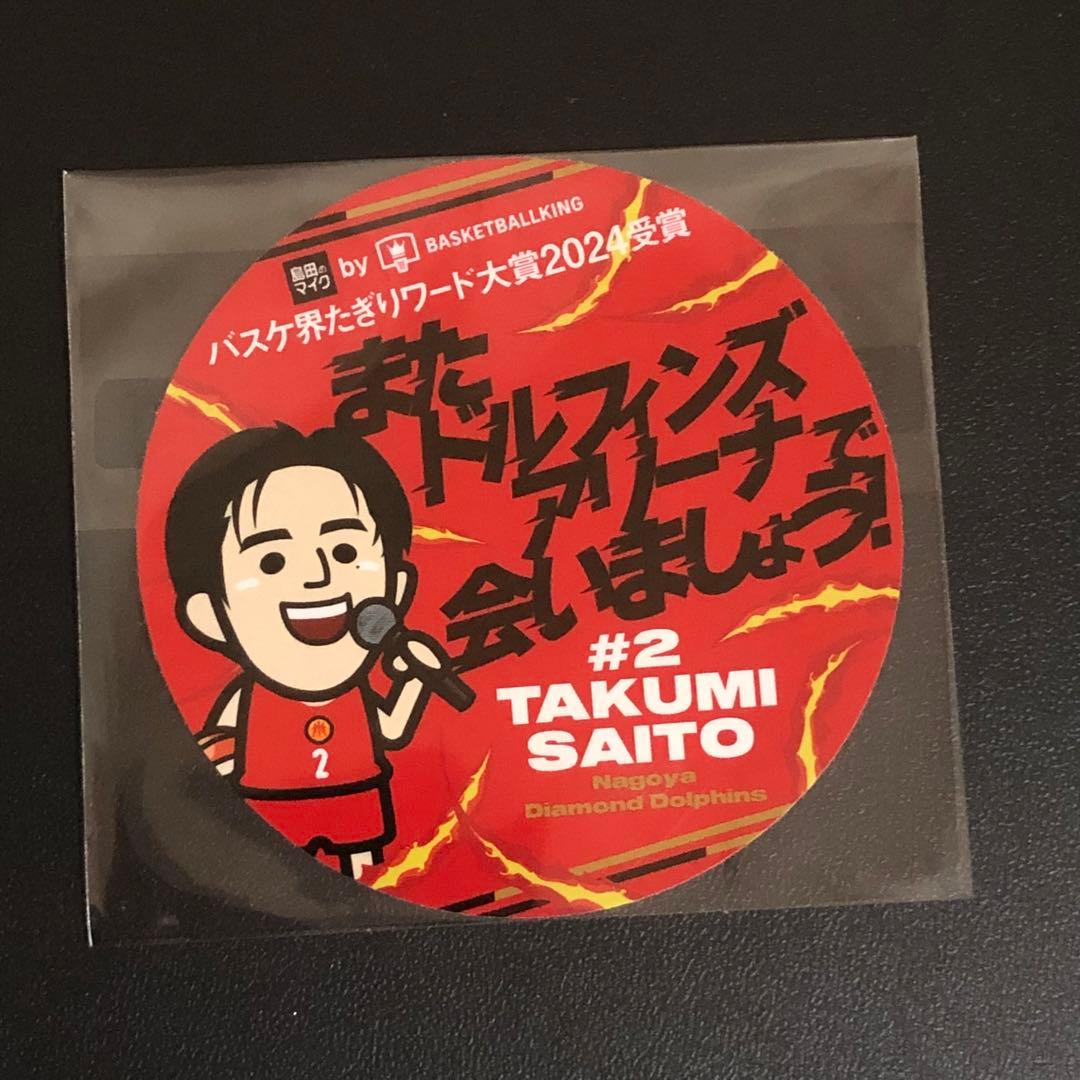 島田の
マイク
by BASKETBALLKING
バスケ界たぎりワード大賞2024受賞
また
ドルフィンズ
アリーナで
会いましょう!
#2
TAKUMI
SAITO
Nagoya
Diamond Dolphins
2